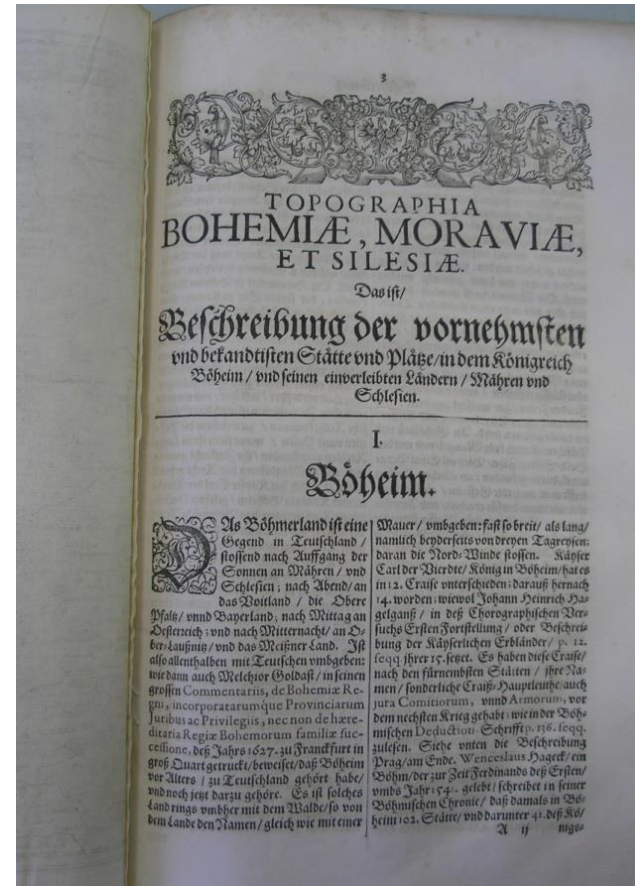 3
TOPOGRAPHIA
BOHEMIÆ, MORAVIÆ,
ET SILESIÆ.
Das ist/
Beschreibung der vornehmsten
vnd bekandtisten Stätte vnd Plätze/in dem Königreich
Böheim / vnd seinen einverleibten Ländern / Mähren vnd
Schlesien.
I.
Böheim.
DAs Böhmerland ist eine
Gegend in Teutschland /
stossend nach Auffgang der
Sonnen an Mähren / vnd
Schlesien ; nach Abend/an
das Voitland / die Obere
Pfaltz/ vnnd Bayerland ; nach Mittag an
Oesterreich ; vnd nach Mitternacht/ an O-
ber-Laußnitz/ vnd das Meißner Land. Ist
also allenthalben mit Teutschen vmbgeben:
wie dann auch Melchior Goldast / in seinen
grossen Commentariis, de Bohemiæ Re-
gni, incorporatarumque Provinciarum
Juribus ac Privilegiis, nec non de hære-
ditaria Regiæ Bohemorum familiæ suc-
cessione, deß Jahrs 1627. zu Franckfurt in
groß Quart getruckt/ beweiset/daß Böheim
vor Alters / zu Teutschland gehört habe/
vnd noch jetzt darzu gehöre. Es ist solches
Land rings vmbher mit dem Walde/so von
dem Lande den Namen/ gleich wie mit einer
Mauer/ vmbgeben: fast so breit/ als lang/
namlich beyderseits von dreyen Tagreysen:
daran die Nord-Winde stossen. Käyser
Carl der Vierdte/ König in Böheim/hat es
in 12. Craise vnterschieden: darauß hernach
14. worden: wiewol Johann Heinrich Ha-
gelganß/ in deß Chorographischen Ver-
suchs Ersten Fortstellung/ oder Beschrei-
bung der Käyserlichen Erbländer/ p. 12.
seqq. ihrer 15. setzet. Es haben diese Craise/
nach den fürnembsten Stätten / ihre Na-
men / sonderliche Craiß-Hauptleuthe/ auch
jura Comitiorum, vnnd Armorum, vor
dem nechsten Krieg gehabt: wie in der Böh-
mischen Deduction-Schrifft p. 136. seqq.
zulesen. Siehe vnten die Beschreibung
Prag/ am Ende. Wenceslaus Hageck/ ein
Böhm/ der zur Zeit Ferdinands deß Ersten/
vmbs Jahr 154. gelebt/ schreibet in seiner
Böhmischen Chronic/ daß damals in Bö-
heim 102. Stätte/ vnd darunter 41. deß Kö/
A ij nigs-